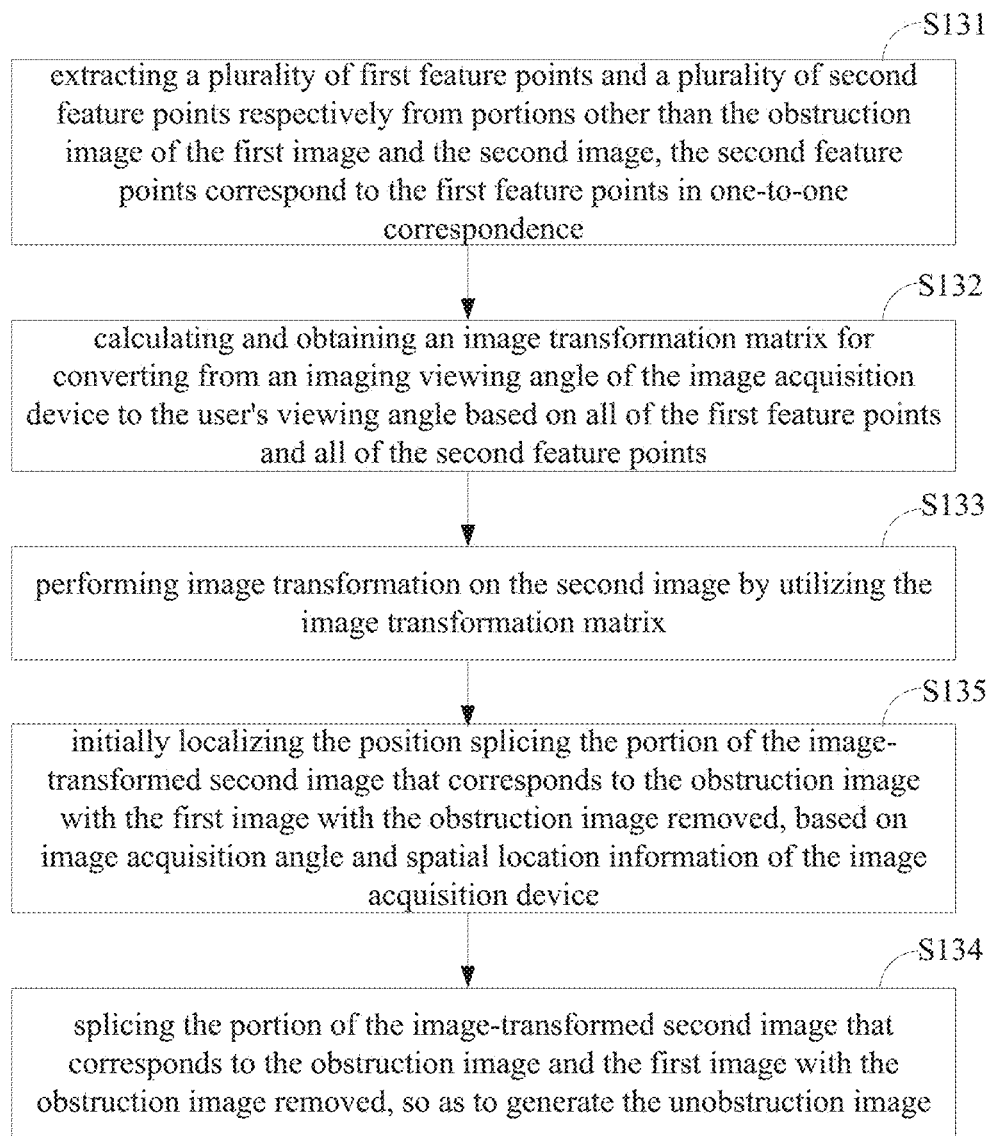 S131
extracting a plurality of first feature points and a plurality of second
feature points respectively from portions other than the obstruction
image of the first image and the second image, the second feature
points correspond to the first feature points in one-to-one
correspondence
S132
calculating and obtaining an image transformation matrix for
converting from an imaging viewing angle of the image acquisition
device to the user's viewing angle based on all of the first feature points
and all of the second feature points
S133
performing image transformation on the second image by utilizing the
image transformation matrix
S135
initially localizing the position splicing the portion of the image-
transformed second image that corresponds to the obstruction image
with the first image with the obstruction image removed, based on
image acquisition angle and spatial location information of the image
acquisition device
S134
splicing the portion of the image-transformed second image that
corresponds to the obstruction image and the first image with the
obstruction image removed, so as to generate the unobstruction image